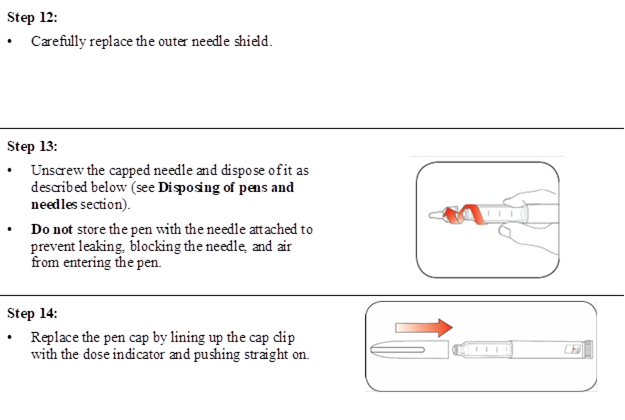 Step 12:
• Carefully replace the outer needle shield.
Step 13:
• Unscrew the capped needle and dispose of it as
described below (see Disposing of pens and
needles section).
• Do not store the pen with the needle attached to
prevent leaking, blocking the needle, and air
from entering the pen.
Step 14:
• Replace the pen cap by lining up the cap clip
with the dose indicator and pushing straight on.